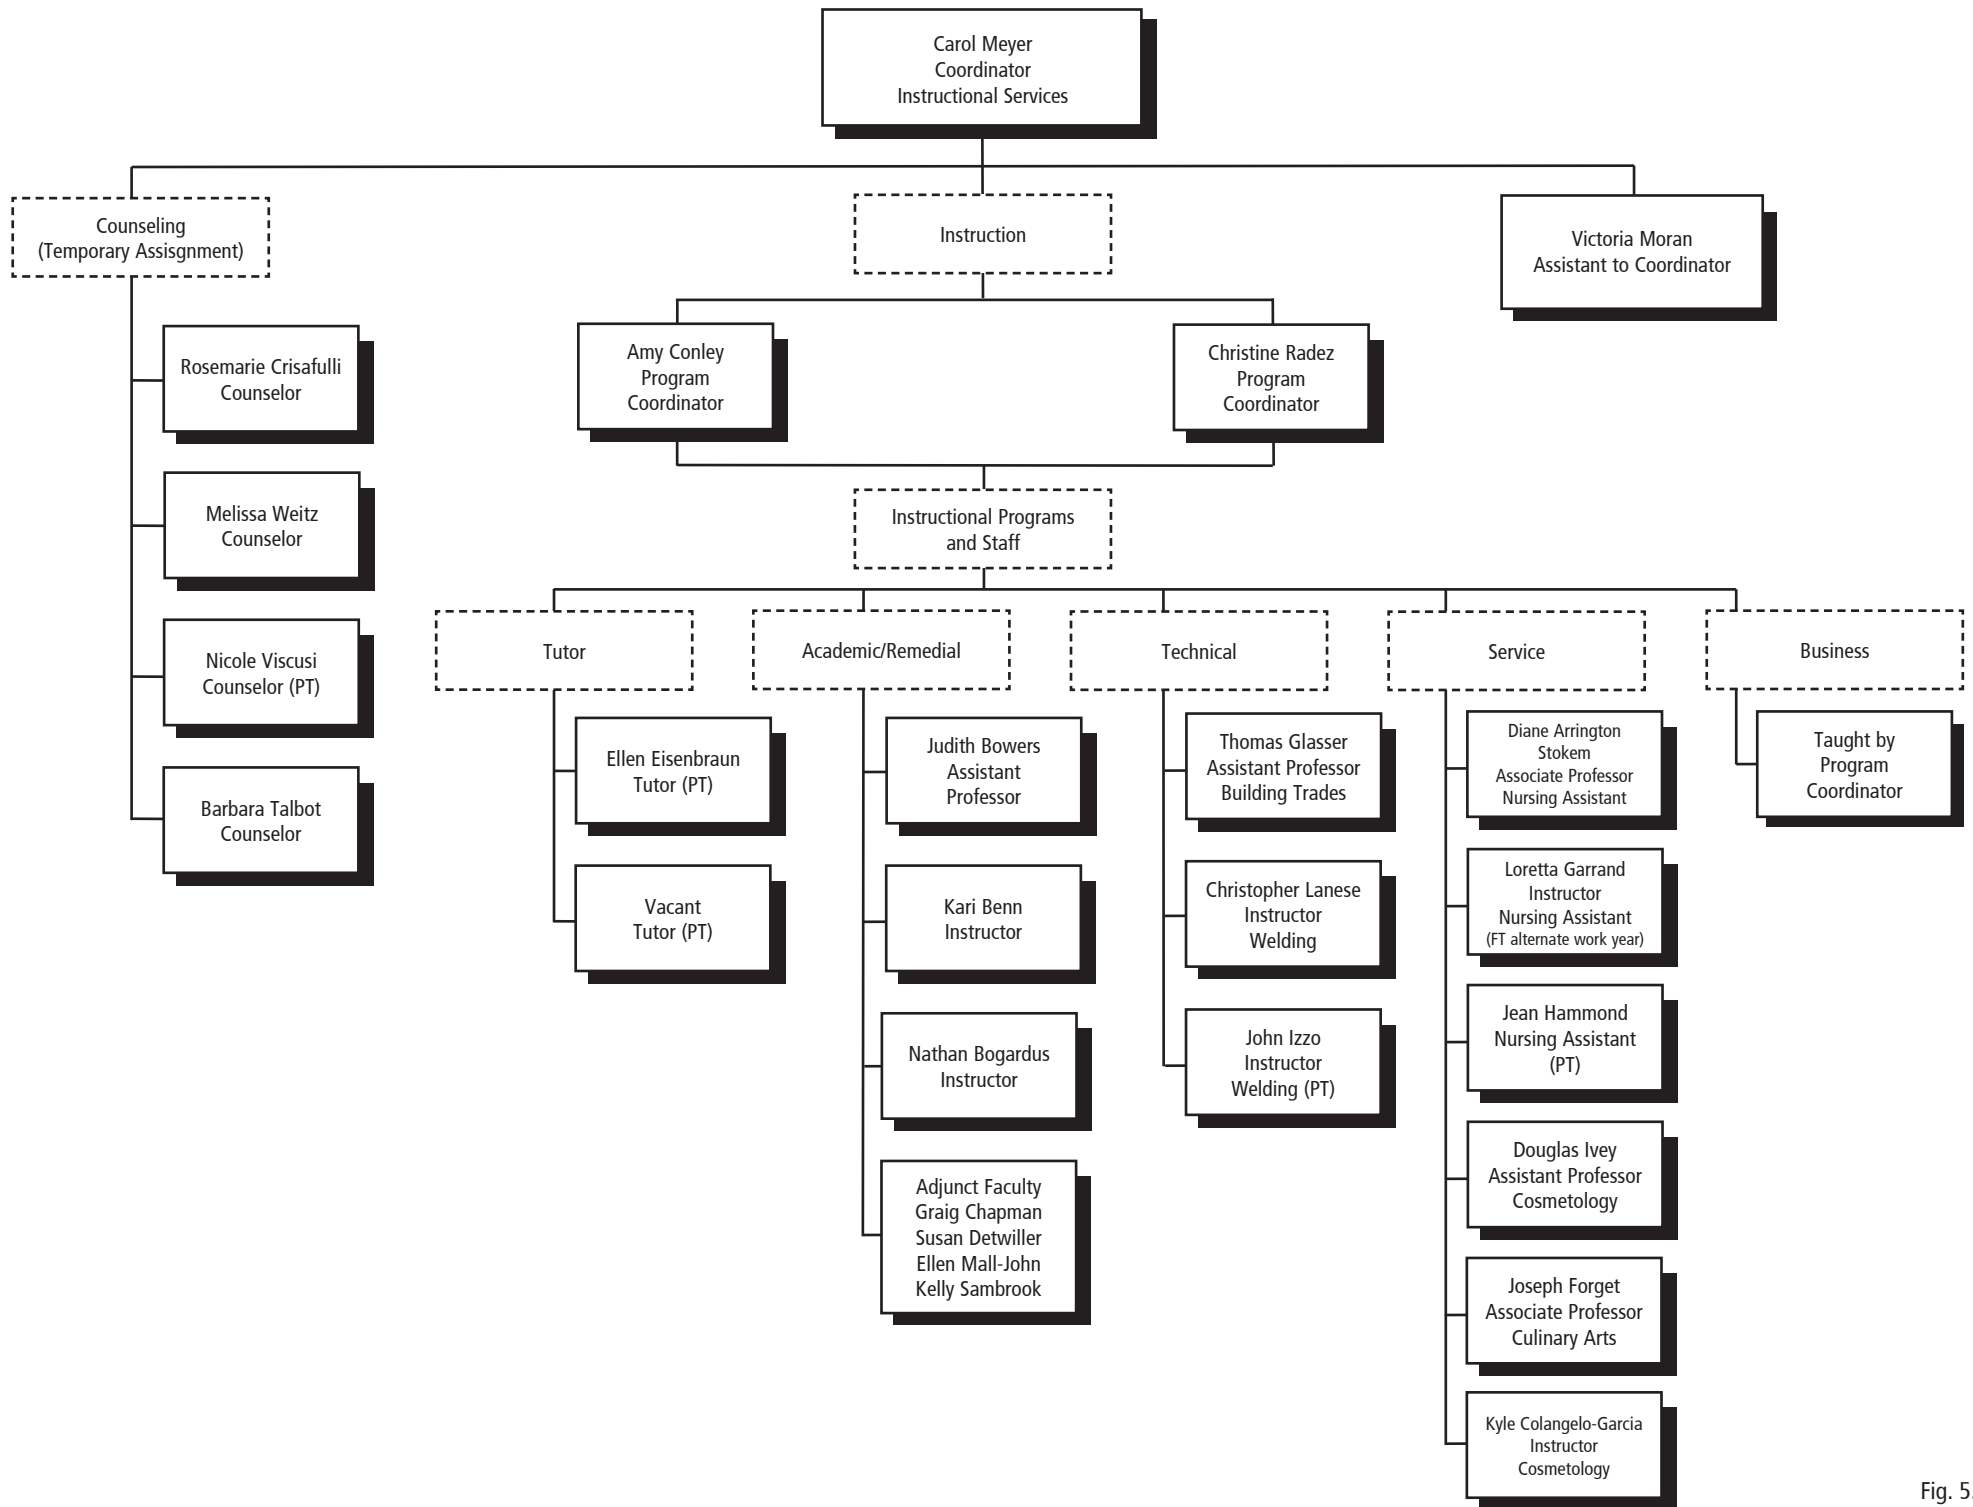 Carol Meyer
Coordinator
Instructional Services
Counseling
(Temporary Assisgnment)
Instruction
Victoria Moran
Assistant to Coordinator
Rosemarie Crisafulli
Counselor
Melissa Weitz
Counselor
Nicole Viscusi
Counselor (PT)
Barbara Talbot
Counselor
Amy Conley
Program
Coordinator
Christine Radez
Program
Coordinator
Instructional Programs
and Staff
Tutor
Academic/Remedial
Technical
Service
Business
Ellen Eisenbraun
Tutor (PT)
Vacant
Tutor (PT)
Judith Bowers
Assistant
Professor
Kari Benn
Instructor
Nathan Bogardus
Instructor
Adjunct Faculty
Graig Chapman
Susan Detwiller
Ellen Mall-John
Kelly Sambrook
Thomas Glasser
Assistant Professor
Building Trades
Christopher Lanese
Instructor
Welding
John Izzo
Instructor
Welding (PT)
Diane Arrington
Stokem
Associate Professor
Nursing Assistant
Loretta Garrand
Instructor
Nursing Assistant
(FT alternate work year)
Jean Hammond
Nursing Assistant
(PT)
Douglas Ivey
Assistant Professor
Cosmetology
Joseph Forget
Associate Professor
Culinary Arts
Kyle Colangelo-Garcia
Instructor
Cosmetology
Taught by
Program
Coordinator
Fig. 5.